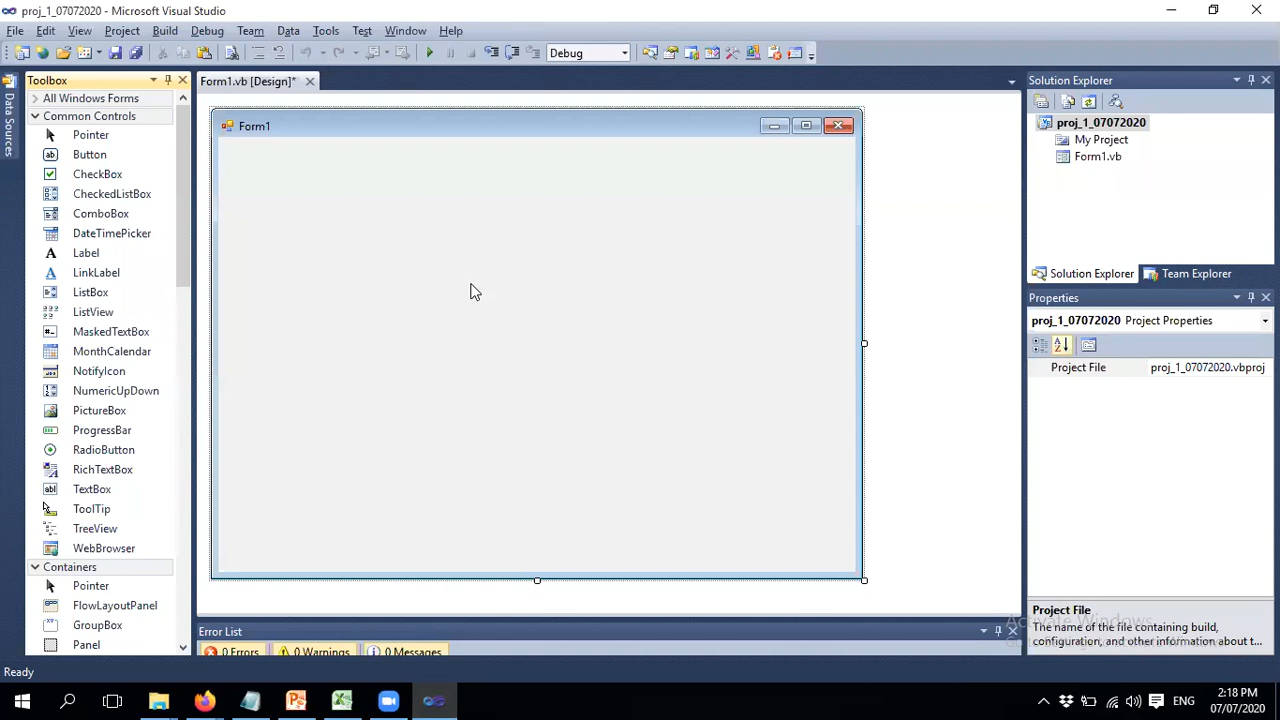 proj_1_07072020 - Microsoft Visual Studio
File Edit View Project Build Debug Team Data Tools Test Window Help
Debug
Data Sources
Toolbox
All Windows Forms
Common Controls
Pointer
Button
CheckBox
CheckedListBox
ComboBox
DateTimePicker
Label
LinkLabel
ListBox
ListView
MaskedTextBox
MonthCalendar
NotifyIcon
NumericUpDown
PictureBox
ProgressBar
RadioButton
RichTextBox
TextBox
ToolTip
TreeView
WebBrowser
Containers
Pointer
FlowLayoutPanel
GroupBox
Panel
Form1.vb [Design]*
Form1
Error List
0 Errors 0 Warnings 0 Messages
Solution Explorer
proj_1_07072020
My Project
Form1.vb
Solution Explorer Team Explorer
Properties
proj_1_07072020 Project Properties
Project File proj_1_07072020.vbproj
Project File
Activate Windows
The name of the file containing build,
configuration, and other information about t...
Ready
ENG
2:18 PM
07/07/2020